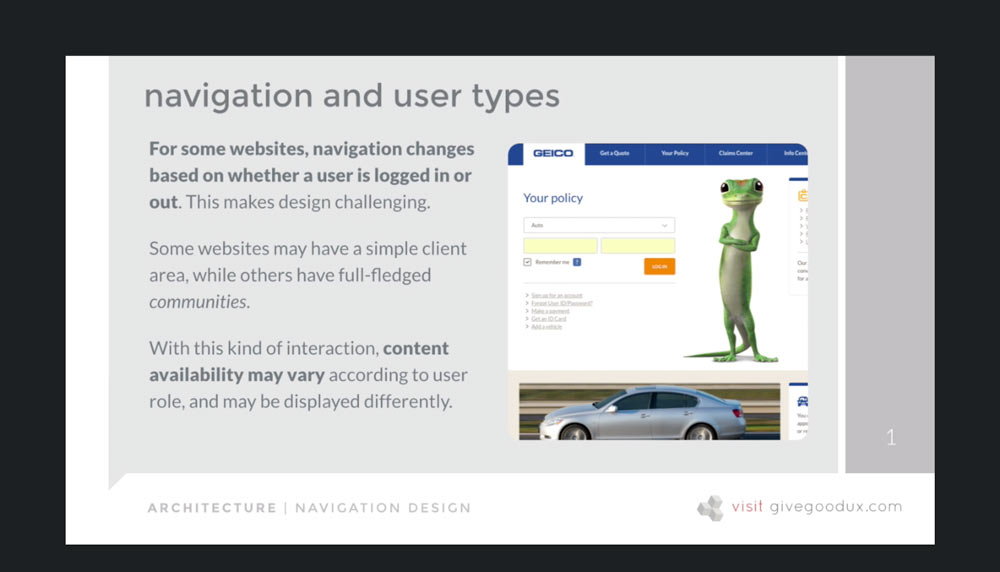 navigation and user types
For some websites, navigation changes
based on whether a user is logged in or
out. This makes design challenging.
Some websites may have a simple client
area, while others have full-fledged
communities.
With this kind of interaction, content
availability may vary according to user
role, and may be displayed differently.
GEICO Get a Quote Your Policy Claims Center Info Cent
Your policy
Auto
Remember me ?
LOG IN
Sign up for an account
Forgot User ID/Password?
Make a payment
Get an ID Card
Add a vehicle
Our
for a
You
or m
1
ARCHITECTURE | NAVIGATION DESIGN
visit givegoodux.com